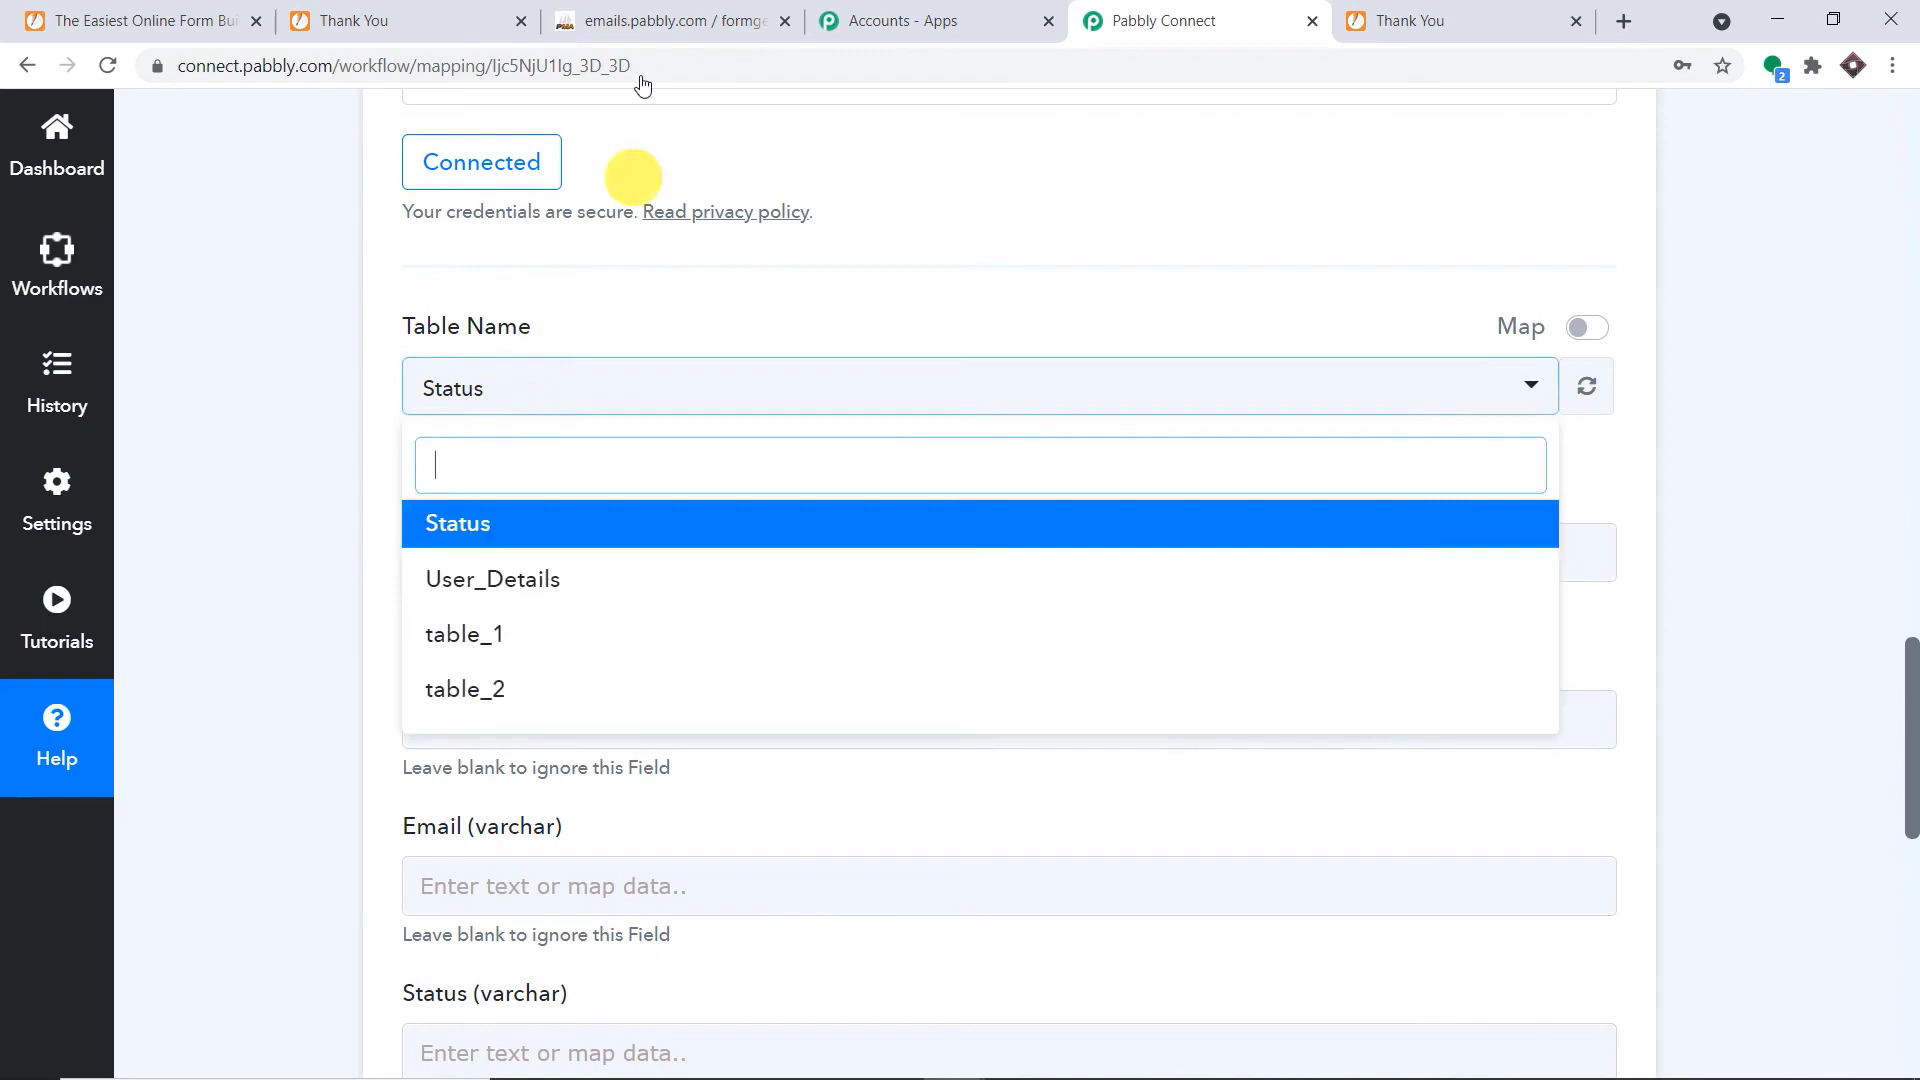 The Easiest Online Form Bui
Thank You
emails.pabbly.com / formge
Accounts - Apps
Pabbly Connect
Thank You
connect.pabbly.com/workflow/mapping/Ijc5NjU1Ig_3D_3D
2
Dashboard
Workflows
History
Settings
Tutorials
Help
Connected
Your credentials are secure. Read privacy policy.
Table Name
Map
Status
Status
User_Details
table_1
table_2
Leave blank to ignore this Field
Email (varchar)
Enter text or map data..
Leave blank to ignore this Field
Status (varchar)
Enter text or map data..